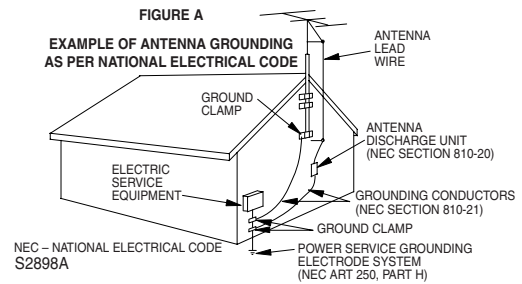 FIGURE A
EXAMPLE OF ANTENNA GROUNDING
AS PER NATIONAL ELECTRICAL CODE
ANTENNA
LEAD
WIRE
GROUND
CLAMP
ANTENNA
DISCHARGE UNIT
(NEC SECTION 810-20)
ELECTRIC
SERVICE
EQUIPMENT
GROUNDING CONDUCTORS
(NEC SECTION 810-21)
GROUND CLAMP
POWER SERVICE GROUNDING
ELECTRODE SYSTEM
(NEC ART 250, PART H)
NEC – NATIONAL ELECTRICAL CODE
S2898A